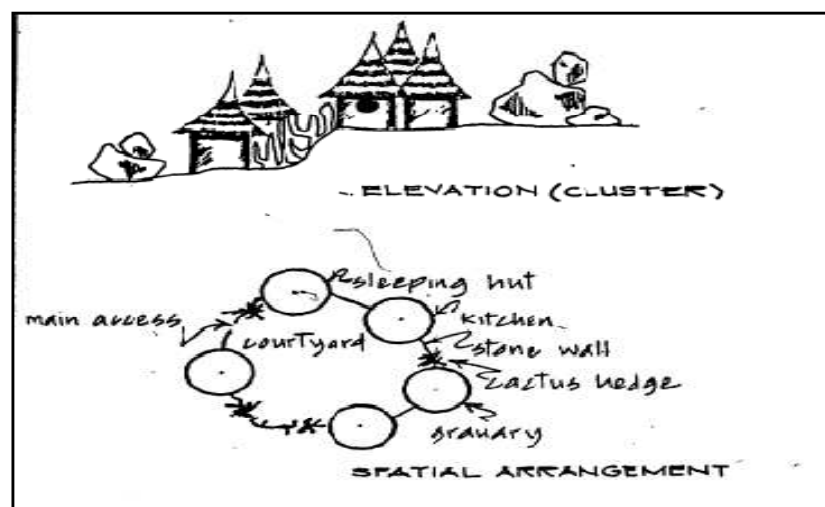 ELEVATION (CLUSTER)
sleeping hut
main access
kitchen
courtyard
stone wall
cactus hedge
granary
SPATIAL ARRANGEMENT